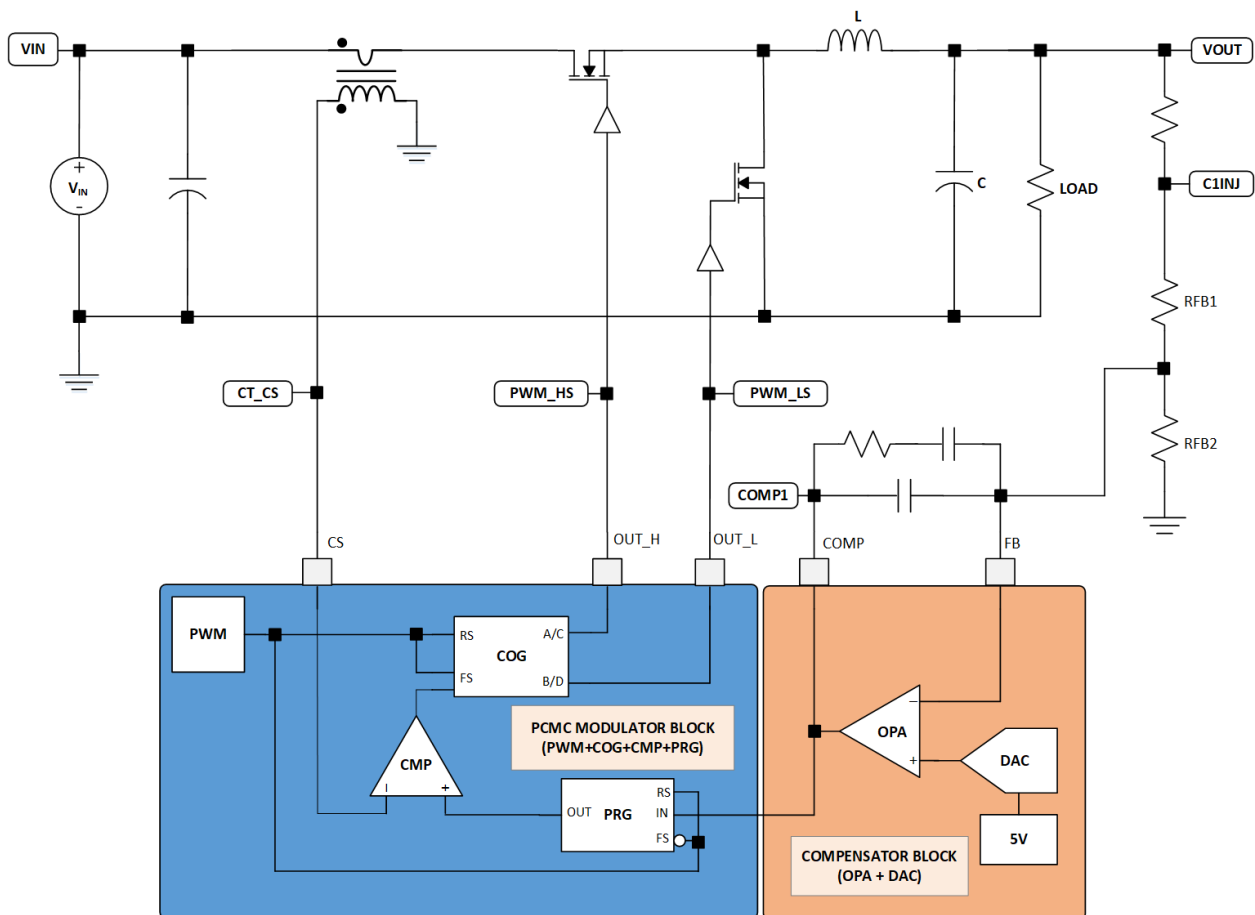 L
VIN
VOUT
+
VIN
-
C
LOAD
C1INJ
RFB1
CT_CS
PWM_HS
PWM_LS
RFB2
COMP1
CS
OUT_H
OUT_L
COMP
FB
PWM
RS
A/C
COG
FS
B/D
PCMC MODULATOR BLOCK
(PWM+COG+CMP+PRG)
CMP
-
+
RS
OUT
PRG
IN
FS
-
OPA
+
DAC
5V
COMPENSATOR BLOCK
(OPA + DAC)